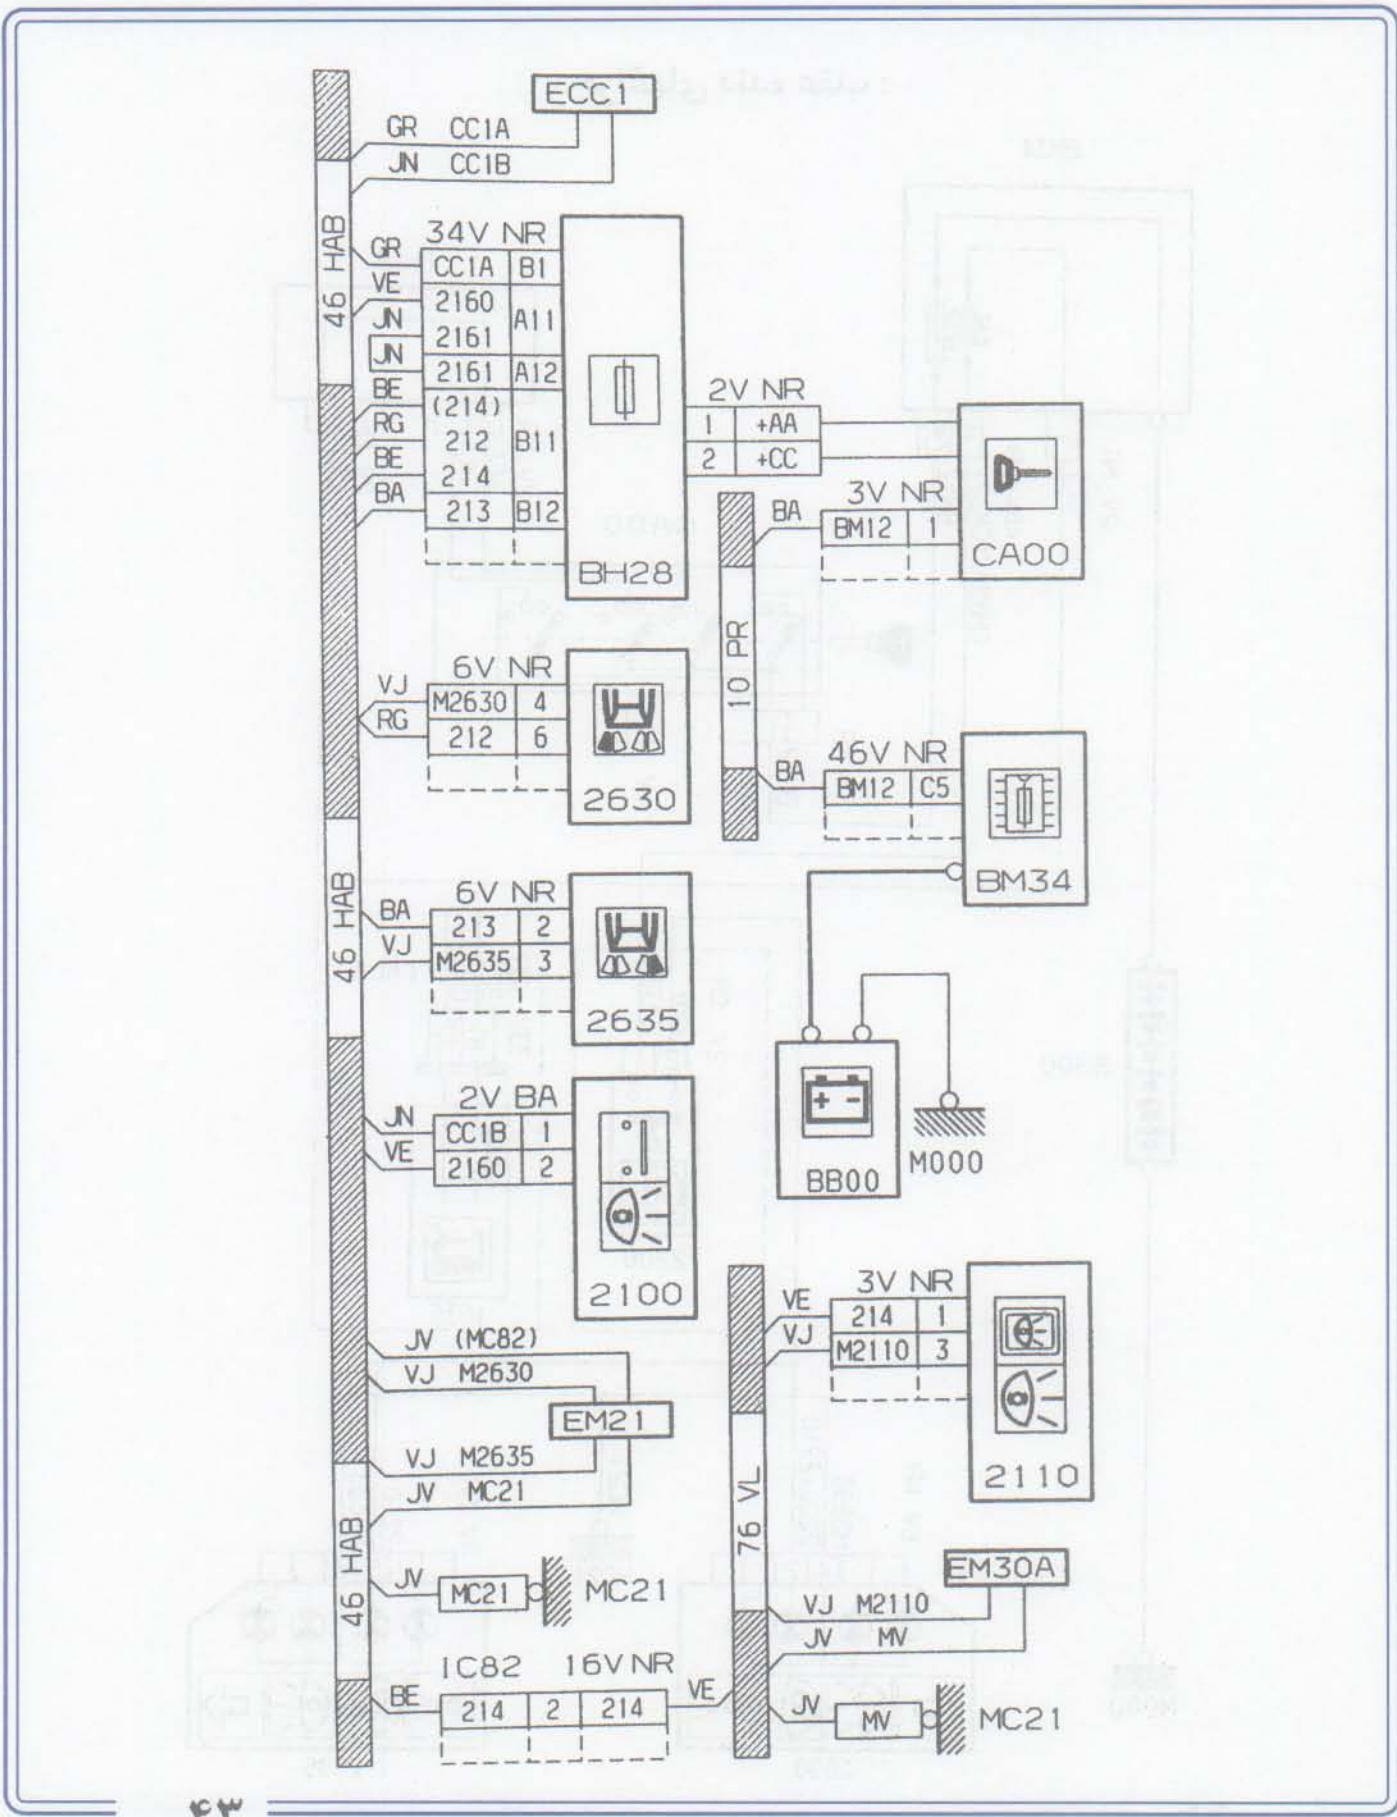 ECC1
GR CC1A
JN CC1B
46 HAB
34V NR
GR CC1A B1
VE 2160 A11
JN 2161
JN 2161 A12
BE (214)
RG 212 B11
BE 214
BA 213 B12
BH28
2V NR
1 +AA
2 +CC
3V NR
BA BM12 1
CA00
10 PR
46V NR
BA BM12 C5
BM34
6V NR
VJ M2630 4
RG 212 6
2630
46 HAB
6V NR
BA 213 2
VJ M2635 3
2635
+ -
BB00
M000
2V BA
JN CC1B 1
VE 2160 2
2100
3V NR
VE 214 1
VJ M2110 3
2110
JV (MC82)
VJ M2630
EM21
VJ M2635
JV MC21
76 VL
46 HAB
JV MC21 MC21
EM30A
VJ M2110
JV MV
IC82 16V NR
BE 214 2 214 VE
JV MV MC21